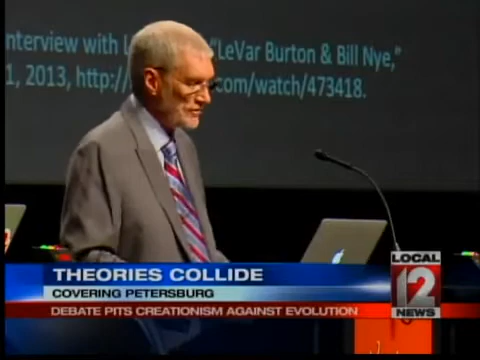 interview with
"LeVar Burton & Bill Nye,"
1, 2013, http://
com/watch/473418.
THEORIES COLLIDE
COVERING PETERSBURG
DEBATE PITS CREATIONISM AGAINST EVOLUTION
LOCAL
12
NEWS